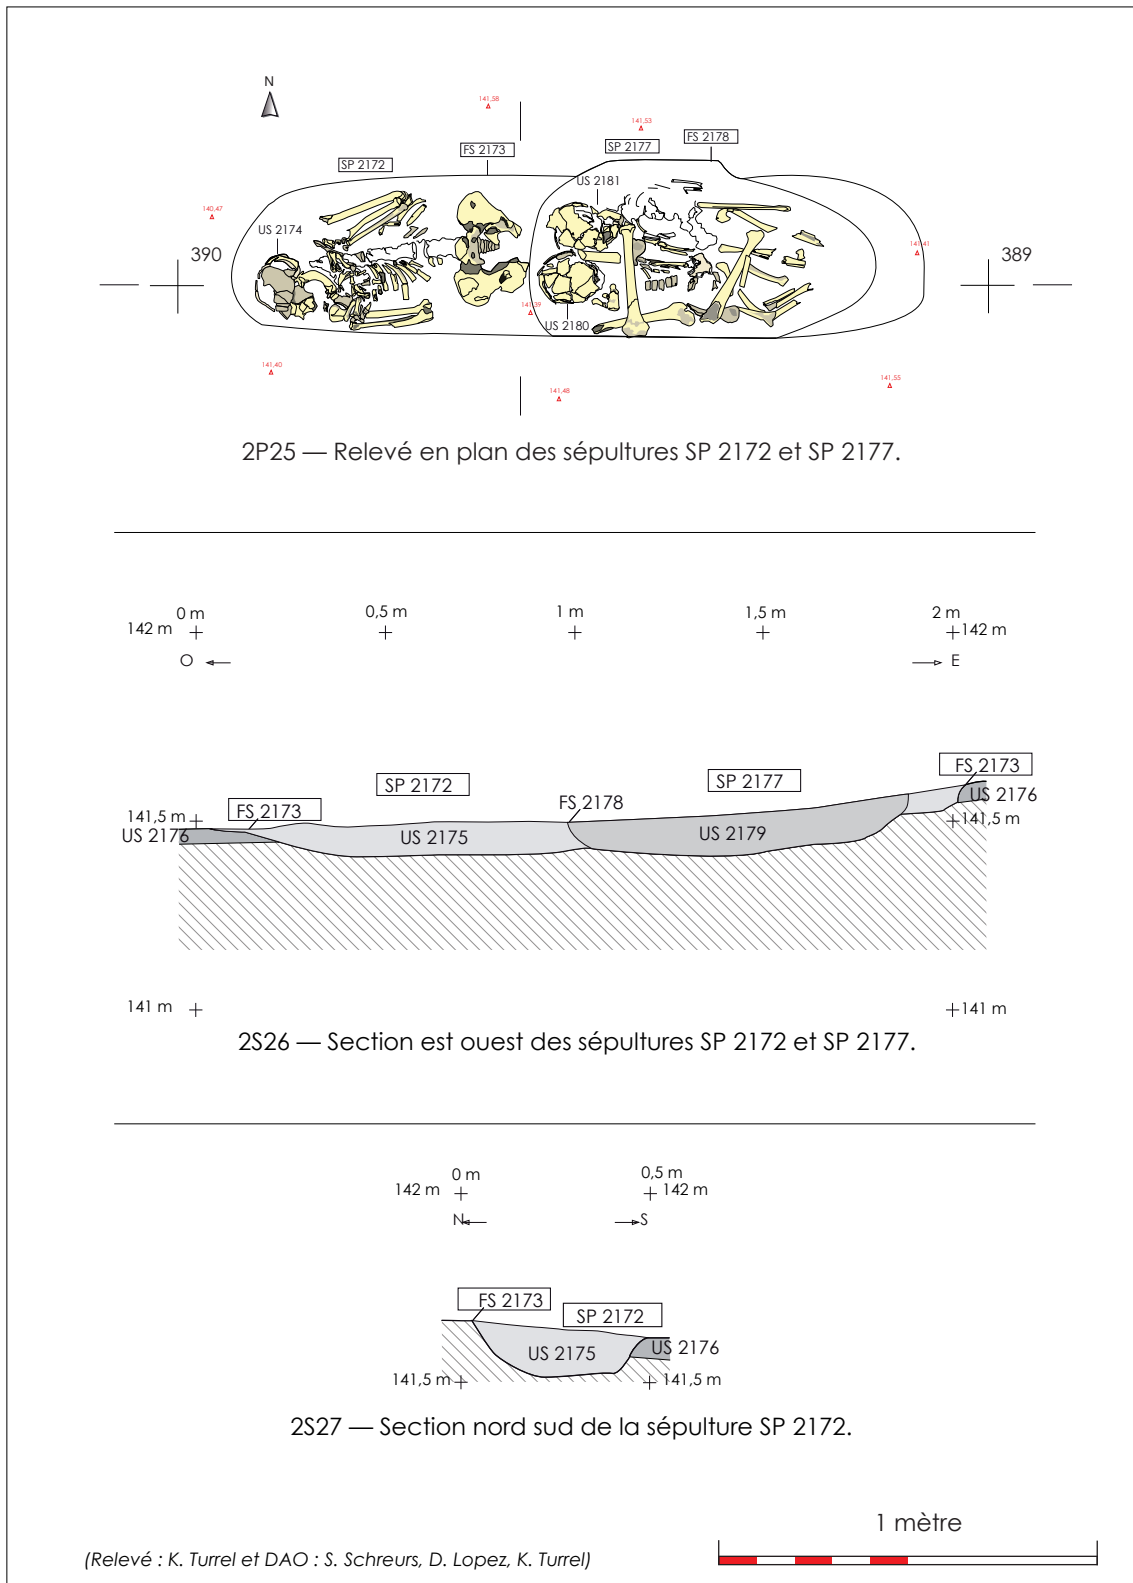 N
141,58
141,53
FS 2178
FS 2173
SP 2177
SP 2172
US 2181
140,47
US 2174
141,41
390
389
141,39
US 2180
141,40
141,48
141,55
2P25 — Relevé en plan des sépultures SP 2172 et SP 2177.
0 m
0,5 m
1 m
1,5 m
2 m
142 m
142 m
O
E
FS 2173
SP 2172
SP 2177
FS 2173
FS 2178
US 2176
141,5 m
141,5 m
US 2176
US 2175
US 2179
141 m
141 m
2S26 — Section est ouest des sépultures SP 2172 et SP 2177.
0 m
0,5 m
142 m
142 m
N
S
FS 2173
SP 2172
US 2175
US 2176
141,5 m
141,5 m
2S27 — Section nord sud de la sépulture SP 2172.
1 mètre
(Relevé : K. Turrel et DAO : S. Schreurs, D. Lopez, K. Turrel)